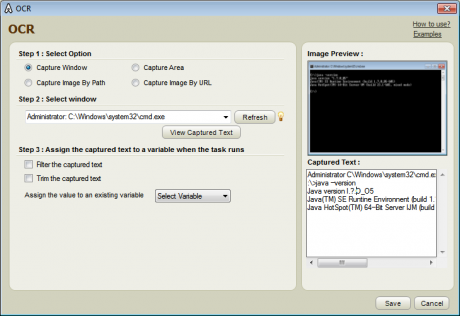 OCR
OCR
How to use?
Examples
Step 1 : Select Option
Capture Window
Capture Area
Capture Image By Path
Capture Image By URL
Step 2 : Select window
Administrator: C:\Windows\system32\cmd.exe
Refresh
View Captured Text
Step 3 : Assign the captured text to a variable when the task runs
Filter the captured text
Trim the captured text
Assign the value to an existing variable
Select Variable
Image Preview :
Captured Text :
Administrator C:\Windows\system32\cmd.e
:\>java -version
Java version I.?.D_O5
Java(TM) SE Runtine Environment (build 1.
Java HotSpot(TM) 64-Bit Server IJM (build
Save
Cancel